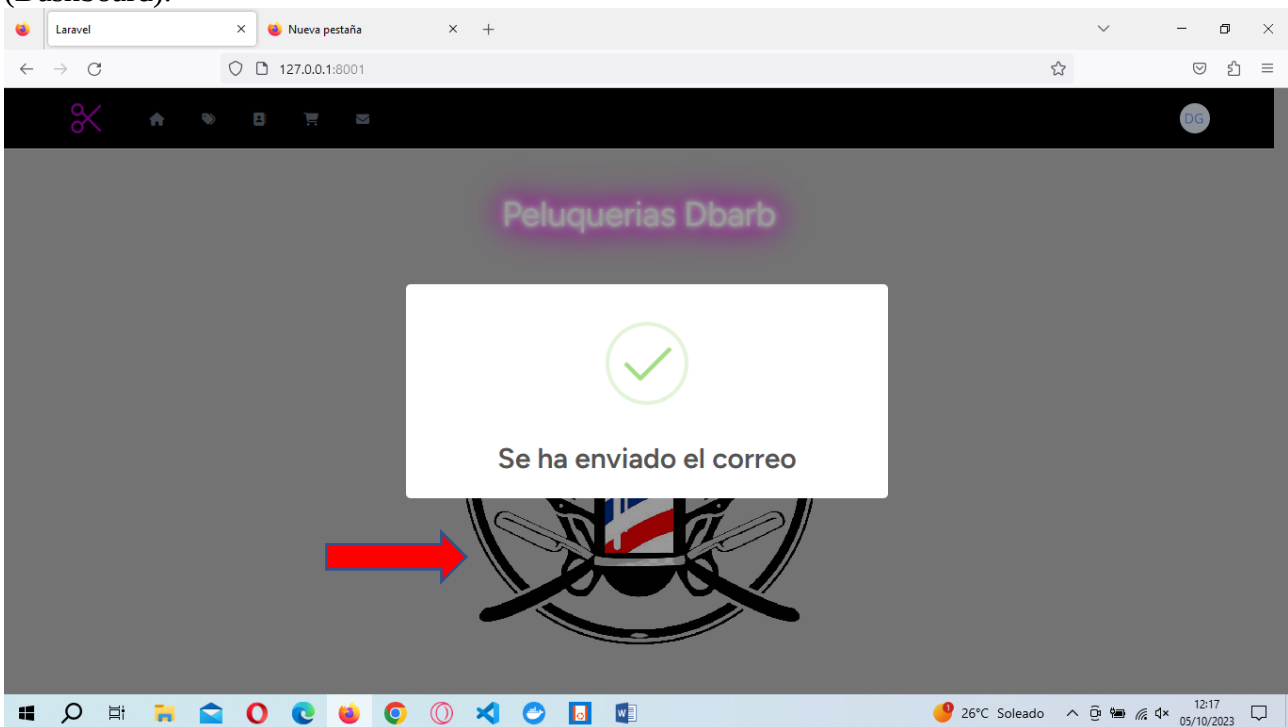 (Dashboard).
Laravel
Nueva pestaña
127.0.0.1:8001
DG
Peluquerias Dbarb
Se ha enviado el correo
1
26°C Soleado
12:17
05/10/2023